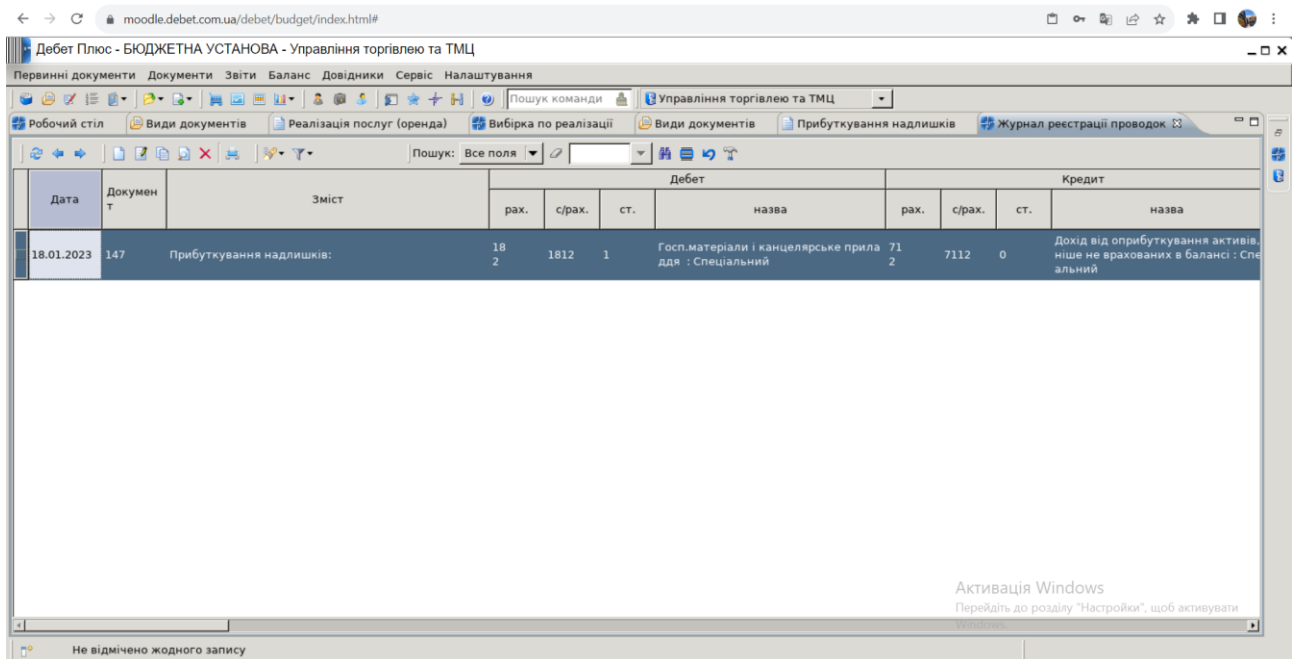 moodle.debet.com.ua/debet/budget/index.html#
Дебет Плюс - БЮДЖЕТНА УСТАНОВА - Управління торгівлею та ТМЦ
Первинні документи Документи Звіти Баланс Довідники Сервіс Налаштування
Пошук команди Управління торгівлею та ТМЦ
Робочий стіл Види документів Реалізація послуг (оренда) Вибірка по реалізації Види документів Прибуткування надлишків Журнал реєстрації проводок
Пошук: Все поля
Дебет Кредит
Дата Докумен
т Зміст рах. с/рах. ст. назва рах. с/рах. ст. назва
18.01.2023 147 Прибуткування надлишків: 18 1812 1 Госп.матеріали і канцелярське прила 71 7112 0 Дохід від оприбуткування активів,
2 ддя : Спеціальний 2 ніше не врахованих в балансі : Спе
альний
Активація Windows
Перейдіть до розділу "Настройки", щоб активувати
Windows.
Не відмічено жодного запису